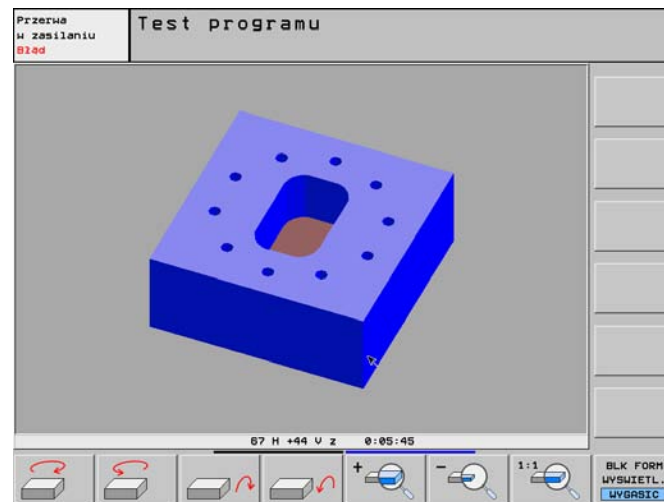 Przerwa
w zasilaniu
Błąd
Test programu
67 H +44 V z 0:05:45
+
-
1:1
BLK FORM
WYSWIETL.
WYGASIC